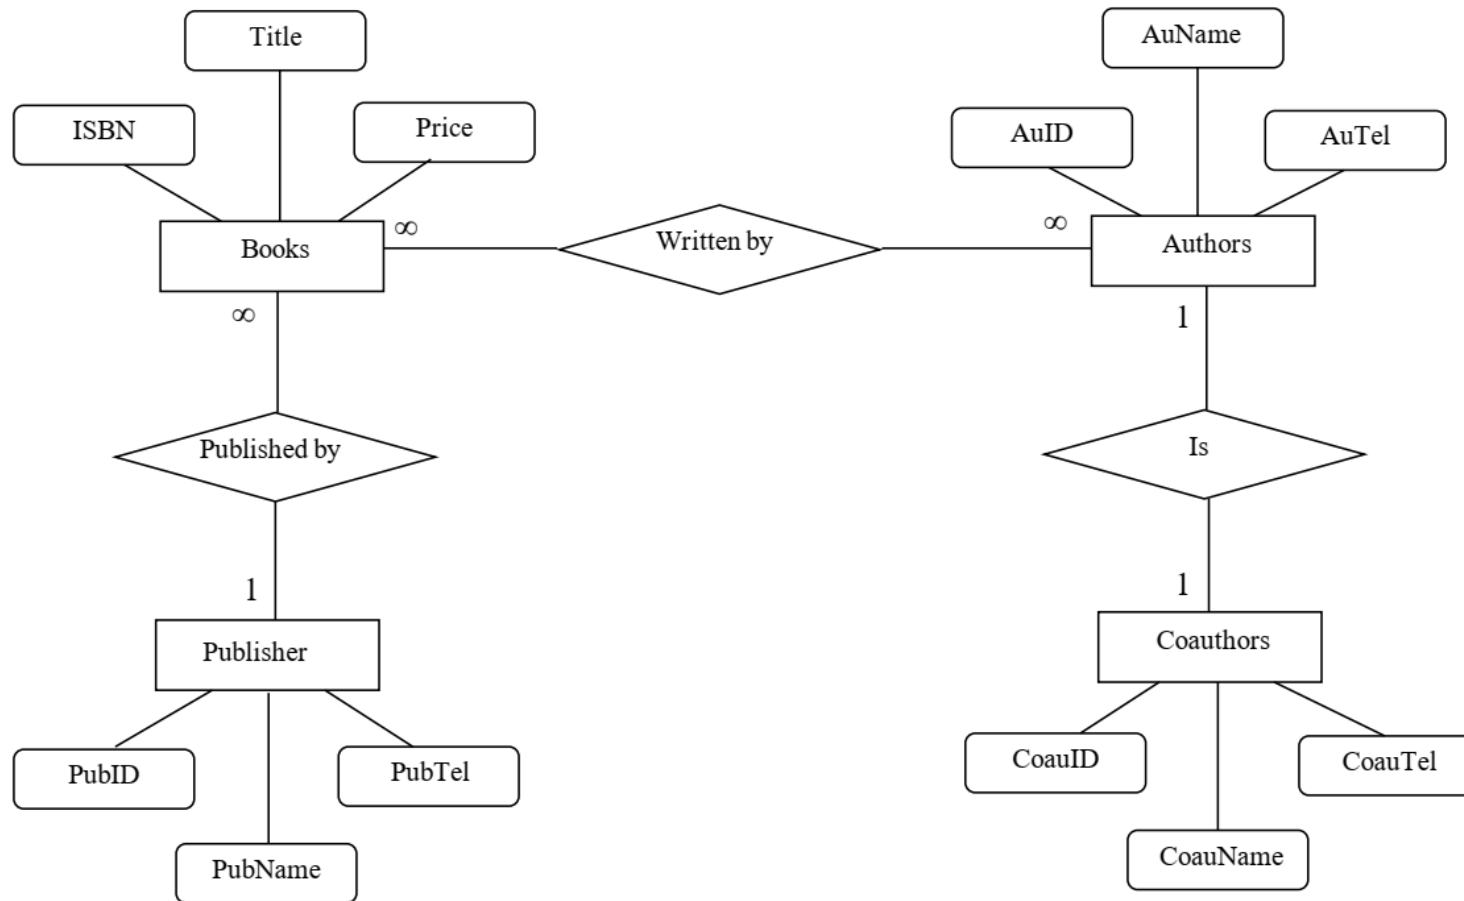 Title
AuName
ISBN
Price
AuID
AuTel
Books
∞
Written by
∞
Authors
∞
1
Published by
Is
1
1
Publisher
Coauthors
PubID
PubTel
CoauID
CoauTel
PubName
CoauName